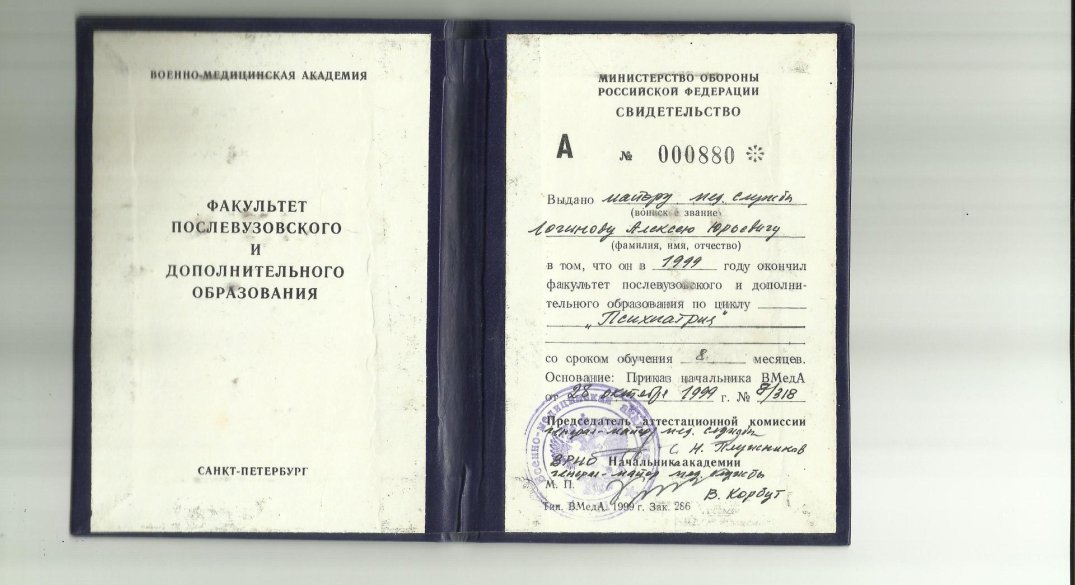 ВОЕННО-МЕДИЦИНСКАЯ АКАДЕМИЯ
ФАКУЛЬТЕТ
ПОСЛЕВУЗОВСКОГО
И
ДОПОЛНИТЕЛЬНОГО
ОБРАЗОВАНИЯ
САНКТ-ПЕТЕРБУРГ
МИНИСТЕРСТВО ОБОРОНЫ
РОССИЙСКОЙ ФЕДЕРАЦИИ
СВИДЕТЕЛЬСТВО
А № 000880
Выдано майору мед. службы
(воинское звание)
Логинову Алексею Юрьевичу
(фамилия, имя, отчество)
в том, что он в 1999 году окончил
факультет послевузовского и дополни-
тельного образования по циклу
"Психиатрия"
со сроком обучения 8 месяцев.
Основание: Приказ начальника ВМедА
от 28 октября 1999 г. № /318
Председатель аттестационной комиссии
генерал-майор мед. службы
С. Н. Плужников
ВРИО Начальника академии
генерал-майор мед. службы
М. П.
В. Корбут
Тип. ВМедА. 1999 г. Зак. 286